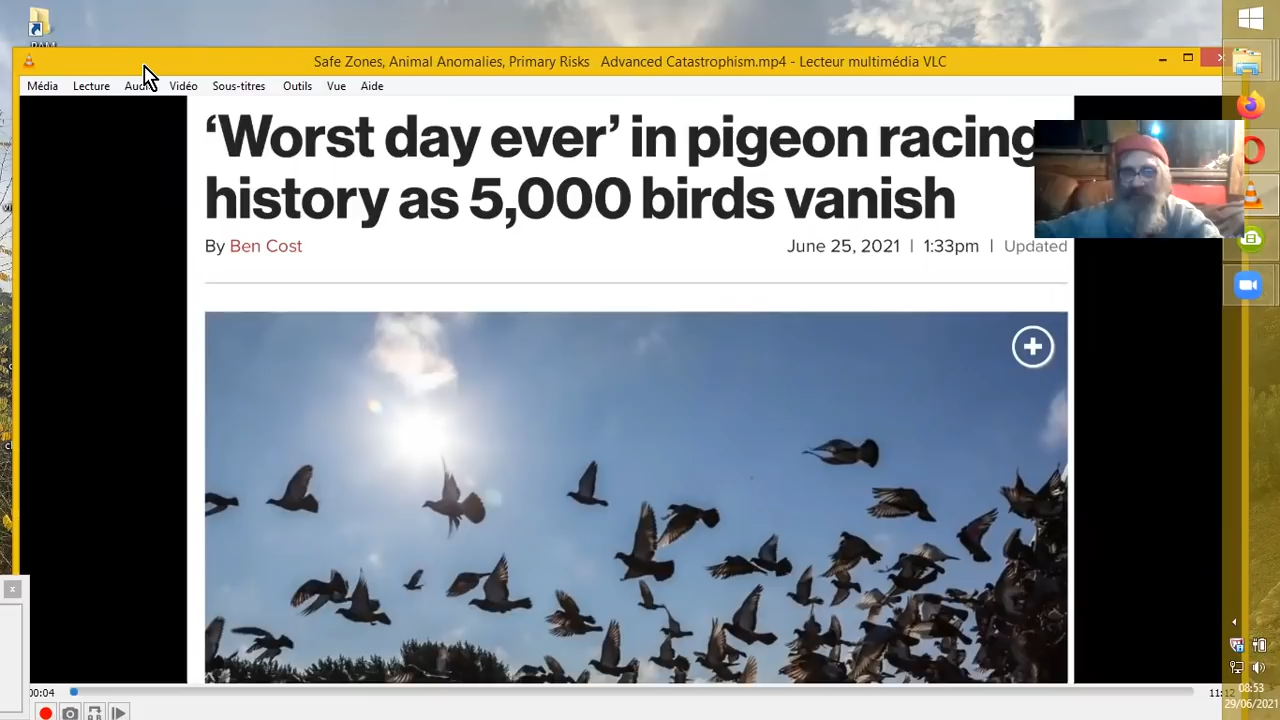 Safe Zones, Animal Anomalies, Primary Risks Advanced Catastrophism.mp4 - Lecteur multimédia VLC
Média Lecture Audio Vidéo Sous-titres Outils Vue Aide
‘Worst day ever’ in pigeon racing
history as 5,000 birds vanish
By Ben Cost June 25, 2021 | 1:33pm | Updated
00:04
08:53
29/06/2021